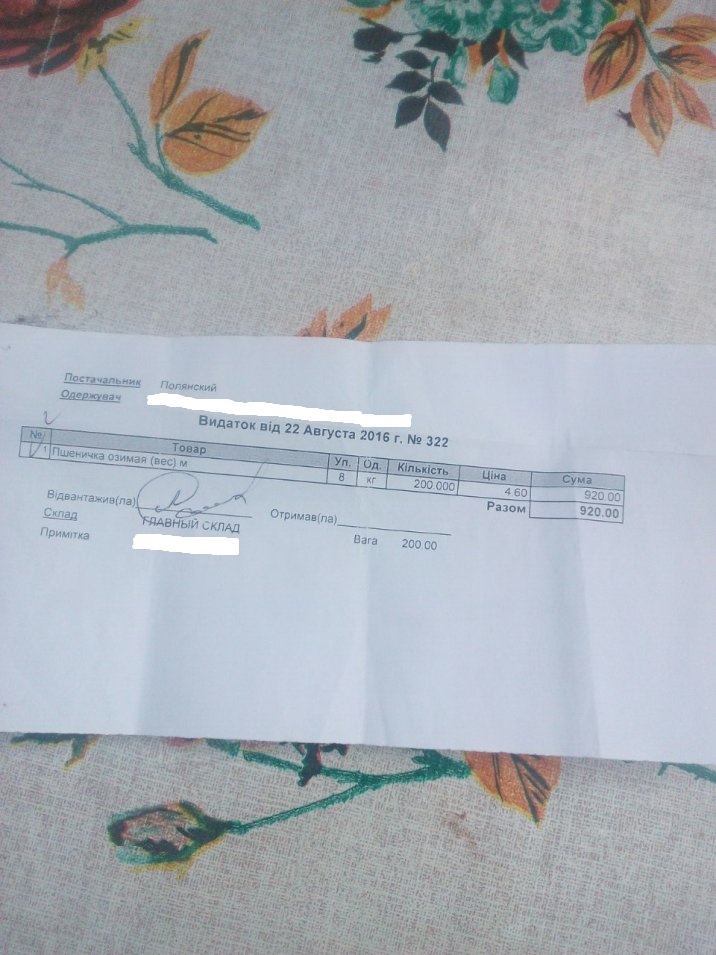 Постачальник Полянский
Одержувач
Видаток від 22 Августа 2016 г. № 322
№ Товар Уп. Од. Кількість Ціна Сума
1 Пшеничка озимая (вес) м 8 кг 200.000 4.60 920.00
Разом 920.00
Відвантажив(ла) Отримав(ла)
Склад ГЛАВНЫЙ СКЛАД
Примітка Вага 200.00